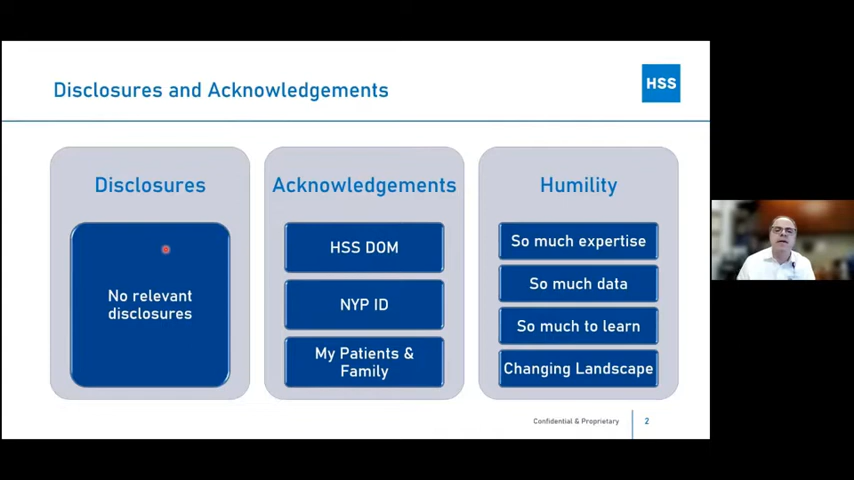 Disclosures and Acknowledgements
HSS
Disclosures
No relevant
disclosures
Acknowledgements
HSS DOM
NYP ID
My Patients &
Family
Humility
So much expertise
So much data
So much to learn
Changing Landscape
Confidential & Proprietary
2